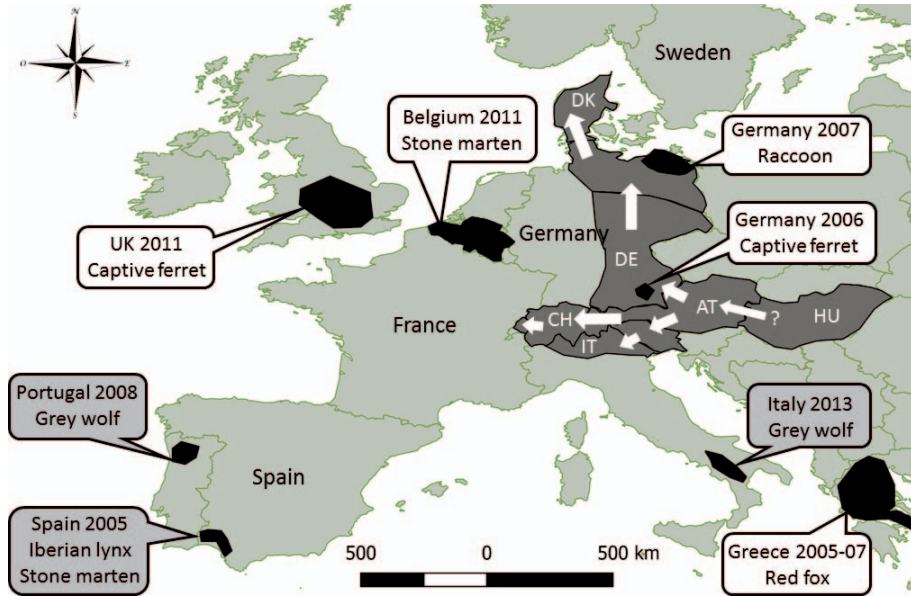 N
O
E
S
Sweden
DK
Belgium 2011
Stone marten
Germany 2007
Raccoon
UK 2011
Captive ferret
Germany
Germany 2006
Captive ferret
DE
AT
?
HU
CH
IT
France
Portugal 2008
Grey wolf
Italy 2013
Grey wolf
Spain
Spain 2005
Iberian lynx
Stone marten
500
0
500 km
Greece 2005-07
Red fox